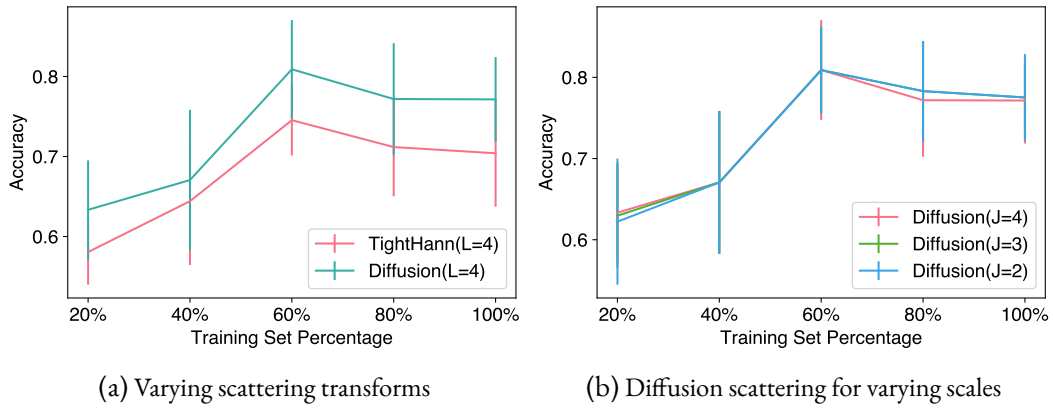 Accuracy
0.8
0.7
0.6
20%
40%
60%
80%
100%
Training Set Percentage
TightHann(L=4)
Diffusion(L=4)
(a) Varying scattering transforms
Accuracy
0.8
0.7
0.6
20%
40%
60%
80%
100%
Training Set Percentage
Diffusion(J=4)
Diffusion(J=3)
Diffusion(J=2)
(b) Diffusion scattering for varying scales